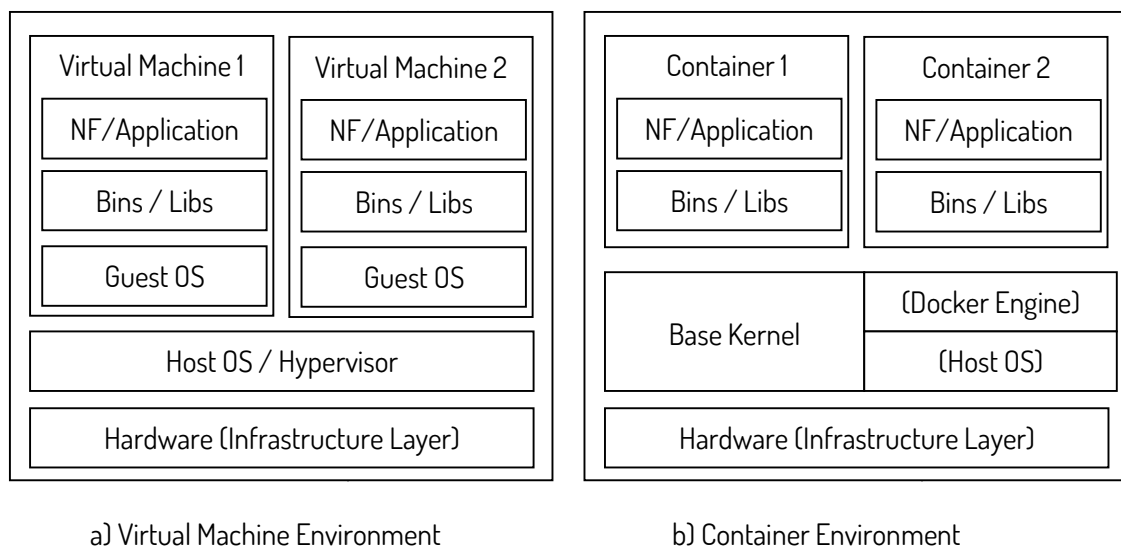 Virtual Machine 1
NF/Application
Bins / Libs
Guest OS
Virtual Machine 2
NF/Application
Bins / Libs
Guest OS
Host OS / Hypervisor
Hardware (Infrastructure Layer)
a) Virtual Machine Environment
Container 1
NF/Application
Bins / Libs
Container 2
NF/Application
Bins / Libs
Base Kernel
(Docker Engine)
(Host OS)
Hardware (Infrastructure Layer)
b) Container Environment